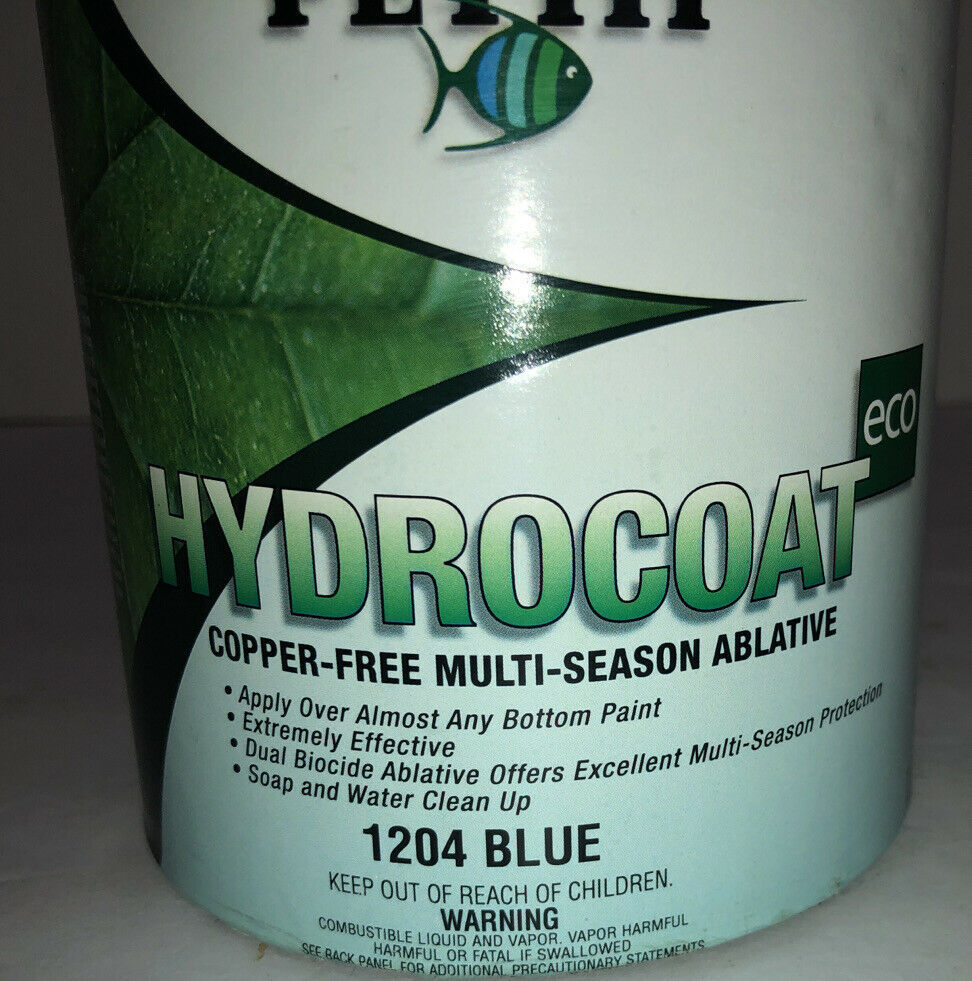 PETTIT
eco
HYDROCOAT
COPPER-FREE MULTI-SEASON ABLATIVE
• Apply Over Almost Any Bottom Paint
• Extremely Effective
• Dual Biocide Ablative Offers Excellent Multi-Season Protection
• Soap and Water Clean Up
1204 BLUE
KEEP OUT OF REACH OF CHILDREN.
WARNING
COMBUSTIBLE LIQUID AND VAPOR. VAPOR HARMFUL
HARMFUL OR FATAL IF SWALLOWED
SEE BACK PANEL FOR ADDITIONAL PRECAUTIONARY STATEMENTS